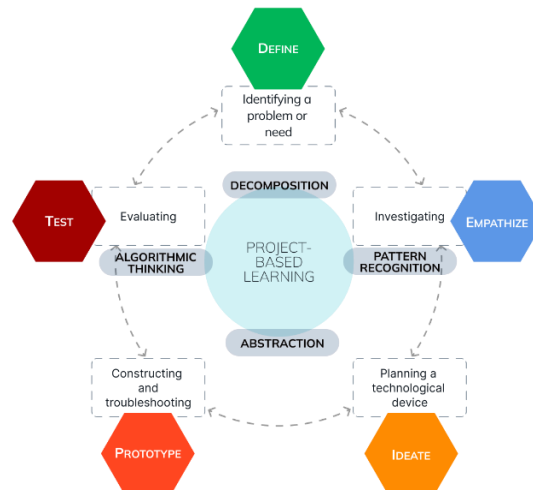 DEFINE
Identifying a
problem or
need
DECOMPOSITION
TEST
Evaluating
Investigating
EMPATHIZE
ALGORITHMIC
THINKING
PROJECT-
BASED
LEARNING
PATTERN
RECOGNITION
ABSTRACTION
Constructing
and
troubleshooting
Planning a
technological
device
PROTOTYPE
IDEATE